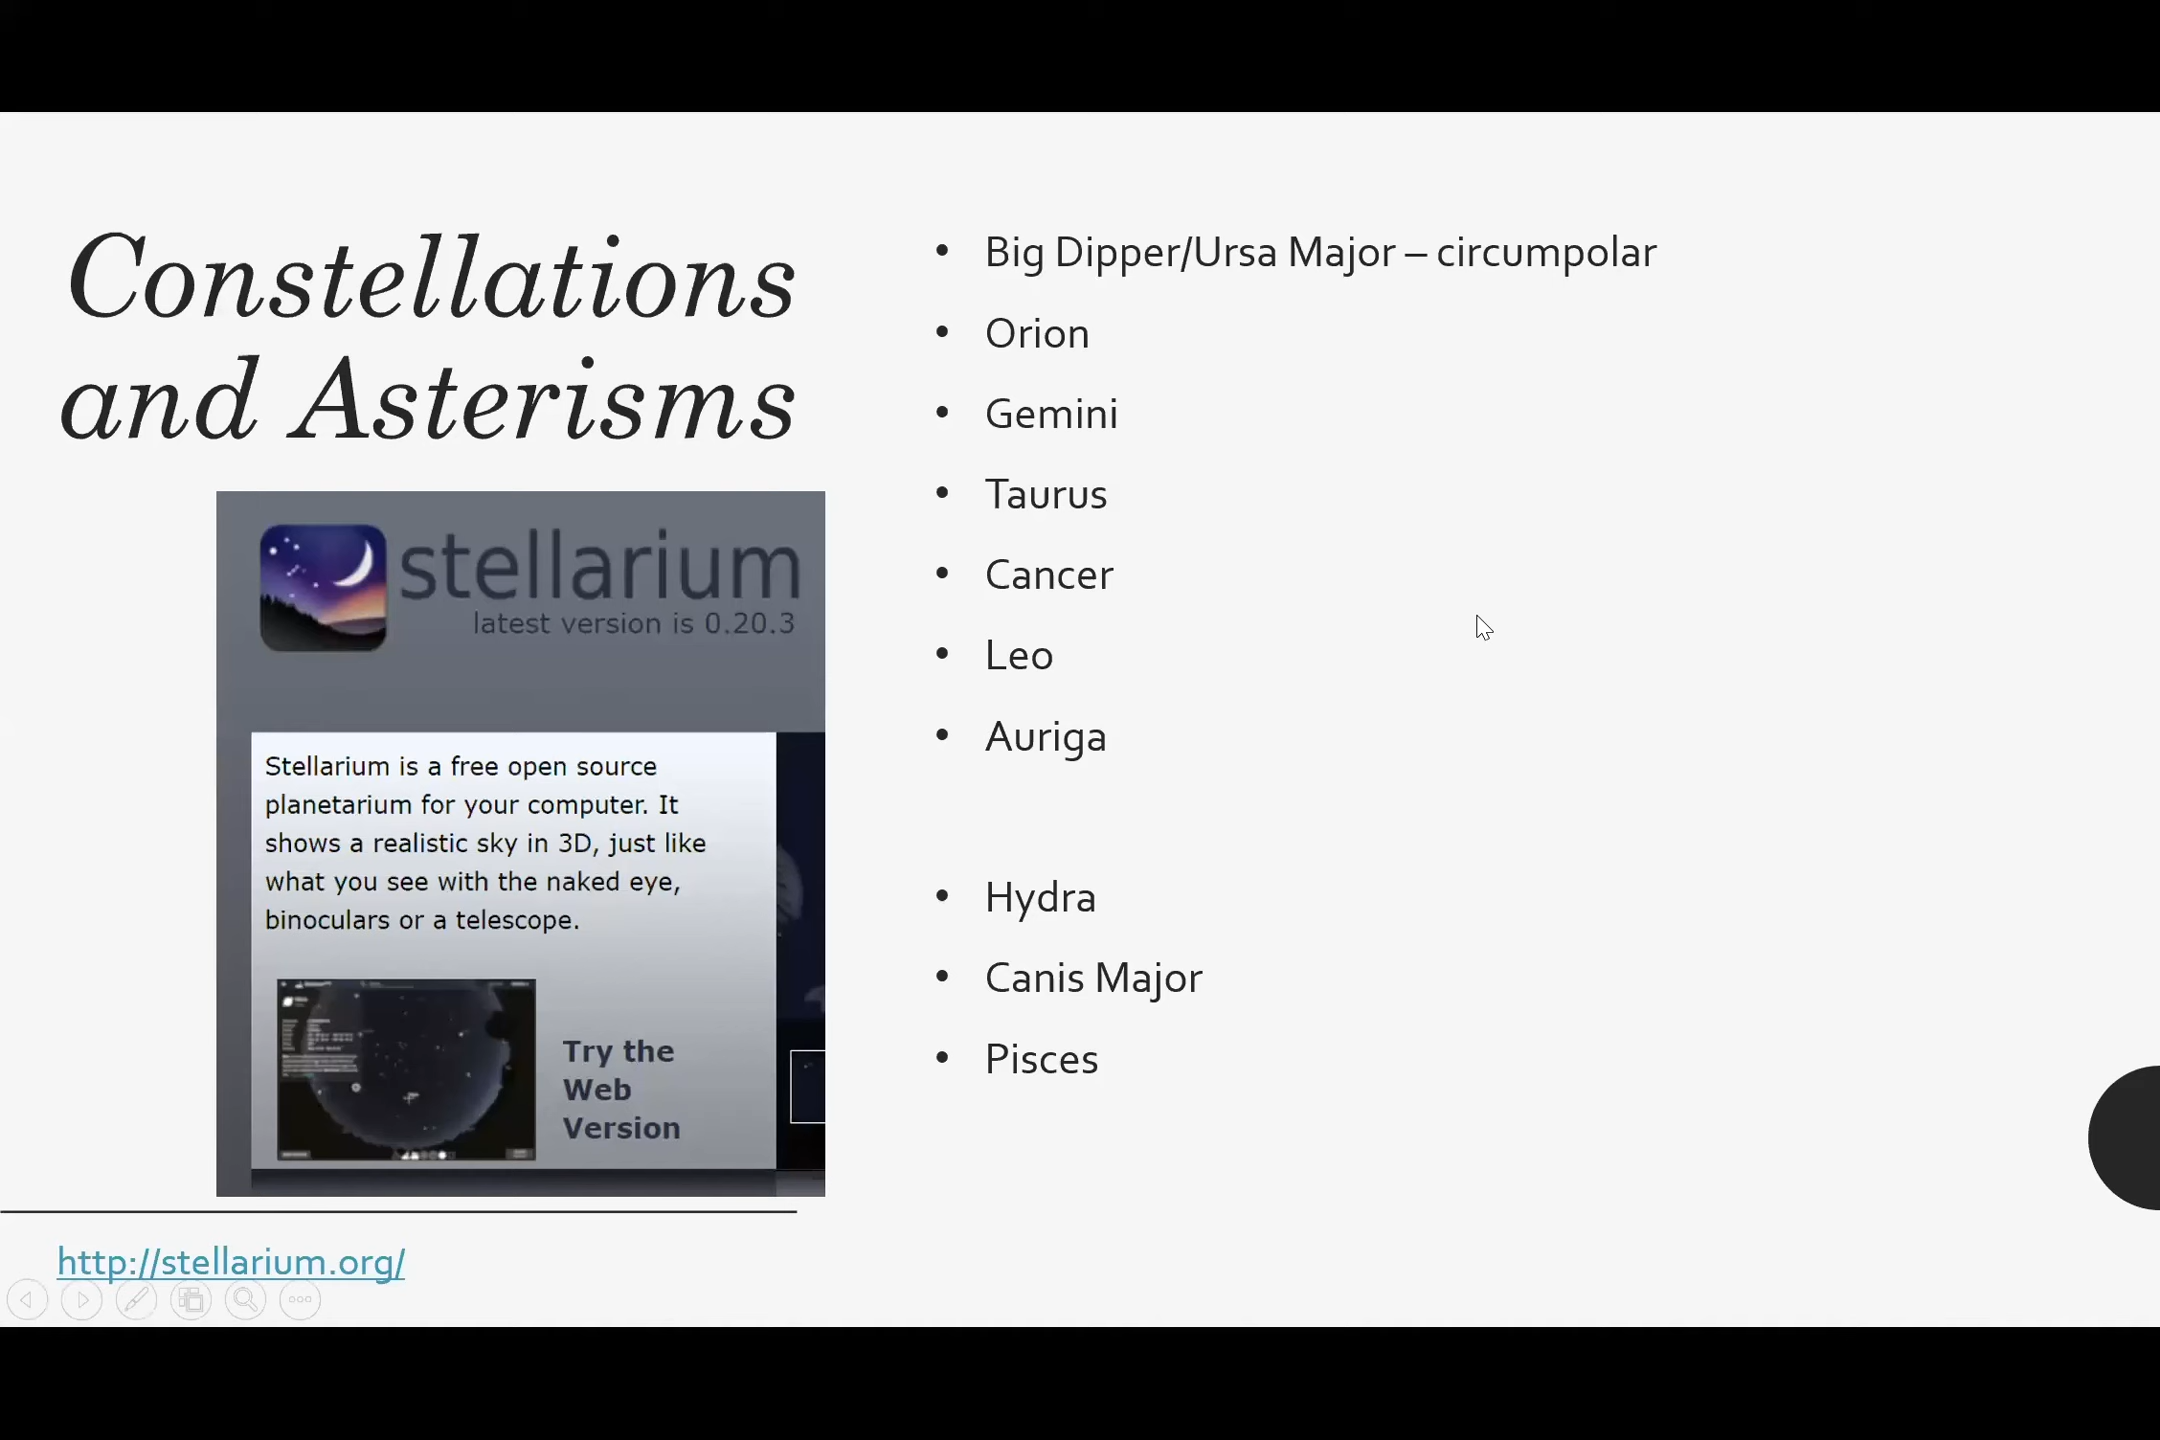 Constellations
and Asterisms
stellarium
latest version is 0.20.3
Stellarium is a free open source
planetarium for your computer. It
shows a realistic sky in 3D, just like
what you see with the naked eye,
binoculars or a telescope.
Try the
Web
Version
http://stellarium.org/
• Big Dipper/Ursa Major – circumpolar
• Orion
• Gemini
• Taurus
• Cancer
• Leo
• Auriga
• Hydra
• Canis Major
• Pisces